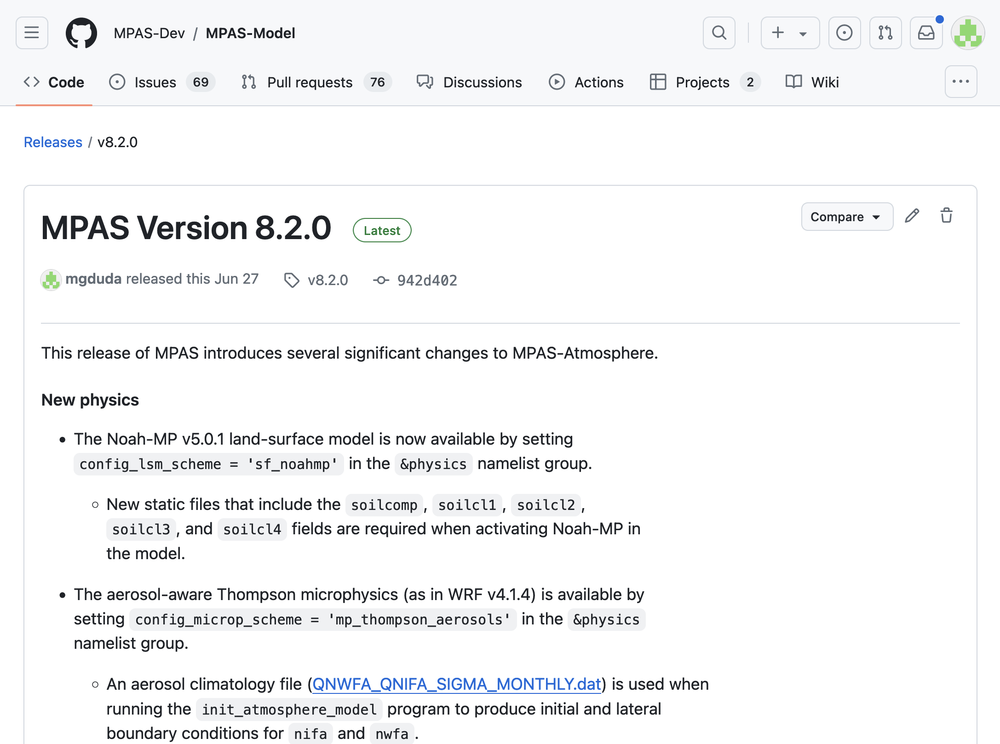 MPAS-Dev / MPAS-Model
Code Issues 69 Pull requests 76 Discussions Actions Projects 2 Wiki
Releases / v8.2.0
MPAS Version 8.2.0 Latest Compare
mgduda released this Jun 27 v8.2.0 942d402
This release of MPAS introduces several significant changes to MPAS-Atmosphere.
New physics
• The Noah-MP v5.0.1 land-surface model is now available by setting
config_lsm_scheme = 'sf_noahmp' in the &physics namelist group.
◦ New static files that include the soilcomp, soilcl1, soilcl2,
soilcl3, and soilcl4 fields are required when activating Noah-MP in
the model.
• The aerosol-aware Thompson microphysics (as in WRF v4.1.4) is available by
setting config_microp_scheme = 'mp_thompson_aerosols' in the &physics
namelist group.
◦ An aerosol climatology file (QNWFA_QNIFA_SIGMA_MONTHLY.dat) is used when
running the init_atmosphere_model program to produce initial and lateral
boundary conditions for nifa and nwfa.